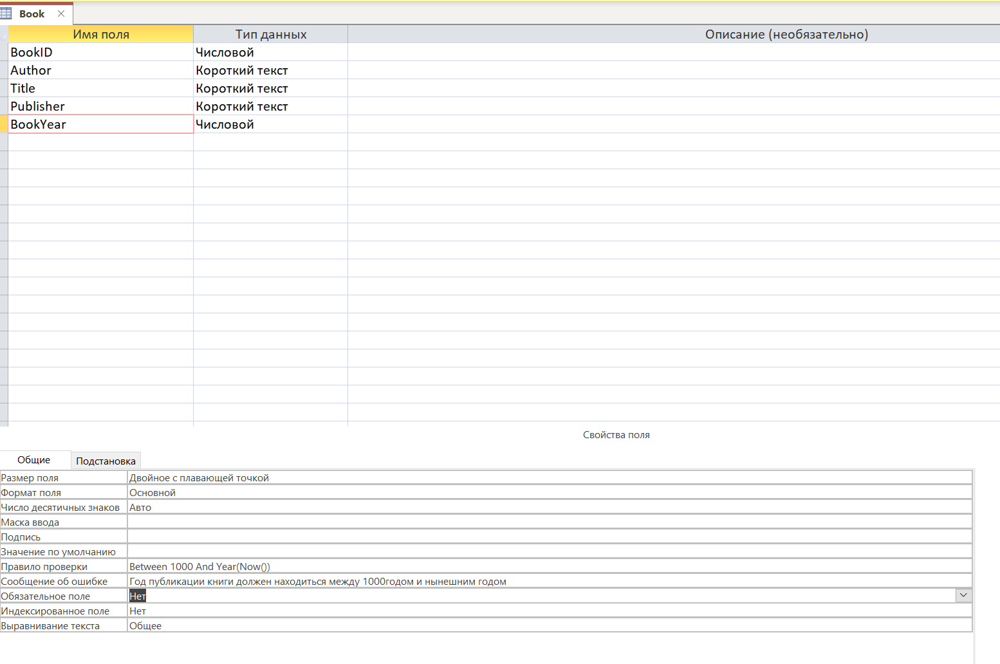 Book
Имя поля Тип данных Описание (необязательно)
BookID Числовой
Author Короткий текст
Title Короткий текст
Publisher Короткий текст
BookYear Числовой
Свойства поля
Общие Подстановка
Размер поля Двойное с плавающей точкой
Формат поля Основной
Число десятичных знаков Авто
Маска ввода
Подпись
Значение по умолчанию
Правило проверки Between 1000 And Year(Now())
Сообщение об ошибке Год публикации книги должен находиться между 1000годом и нынешним годом
Обязательное поле Нет
Индексированное поле Нет
Выравнивание текста Общее